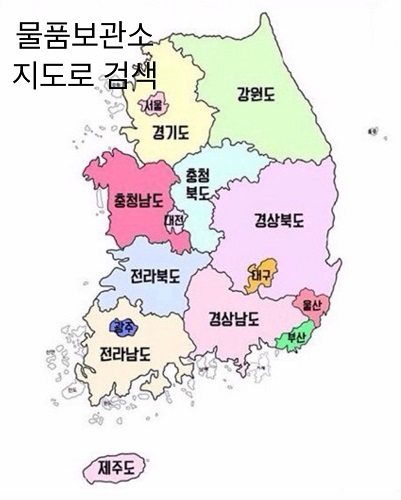 물품보관소
지도로 검색
서울
경기도
강원도
충청남도
충청
북도
대전
경상북도
전라북도
대구
울산
경상남도
부산
광주
전라남도
제주도